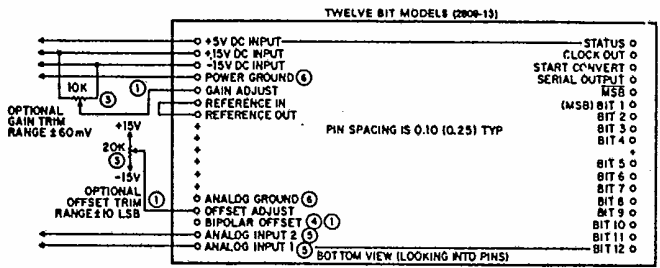 TWELVE BIT MODELS (2809-13)
+5V DC INPUT
+15V DC INPUT
-15V DC INPUT
POWER GROUND 6
GAIN ADJUST
REFERENCE IN
REFERENCE OUT
10K
3
1
OPTIONAL
GAIN TRIM
RANGE ±60mV
+15V
20K
3
-15V
OPTIONAL
OFFSET TRIM
RANGE ±10 LSB
1
ANALOG GROUND 6
OFFSET ADJUST
BIPOLAR OFFSET 4 1
ANALOG INPUT 2 5
ANALOG INPUT 1 5
PIN SPACING IS 0.10 (0.25) TYP
BOTTOM VIEW (LOOKING INTO PINS)
STATUS
CLOCK OUT
START CONVERT
SERIAL OUTPUT
MSB
(MSB) BIT 1
BIT 2
BIT 3
BIT 4
BIT 5
BIT 6
BIT 7
BIT 8
BIT 9
BIT 10
BIT 11
BIT 12